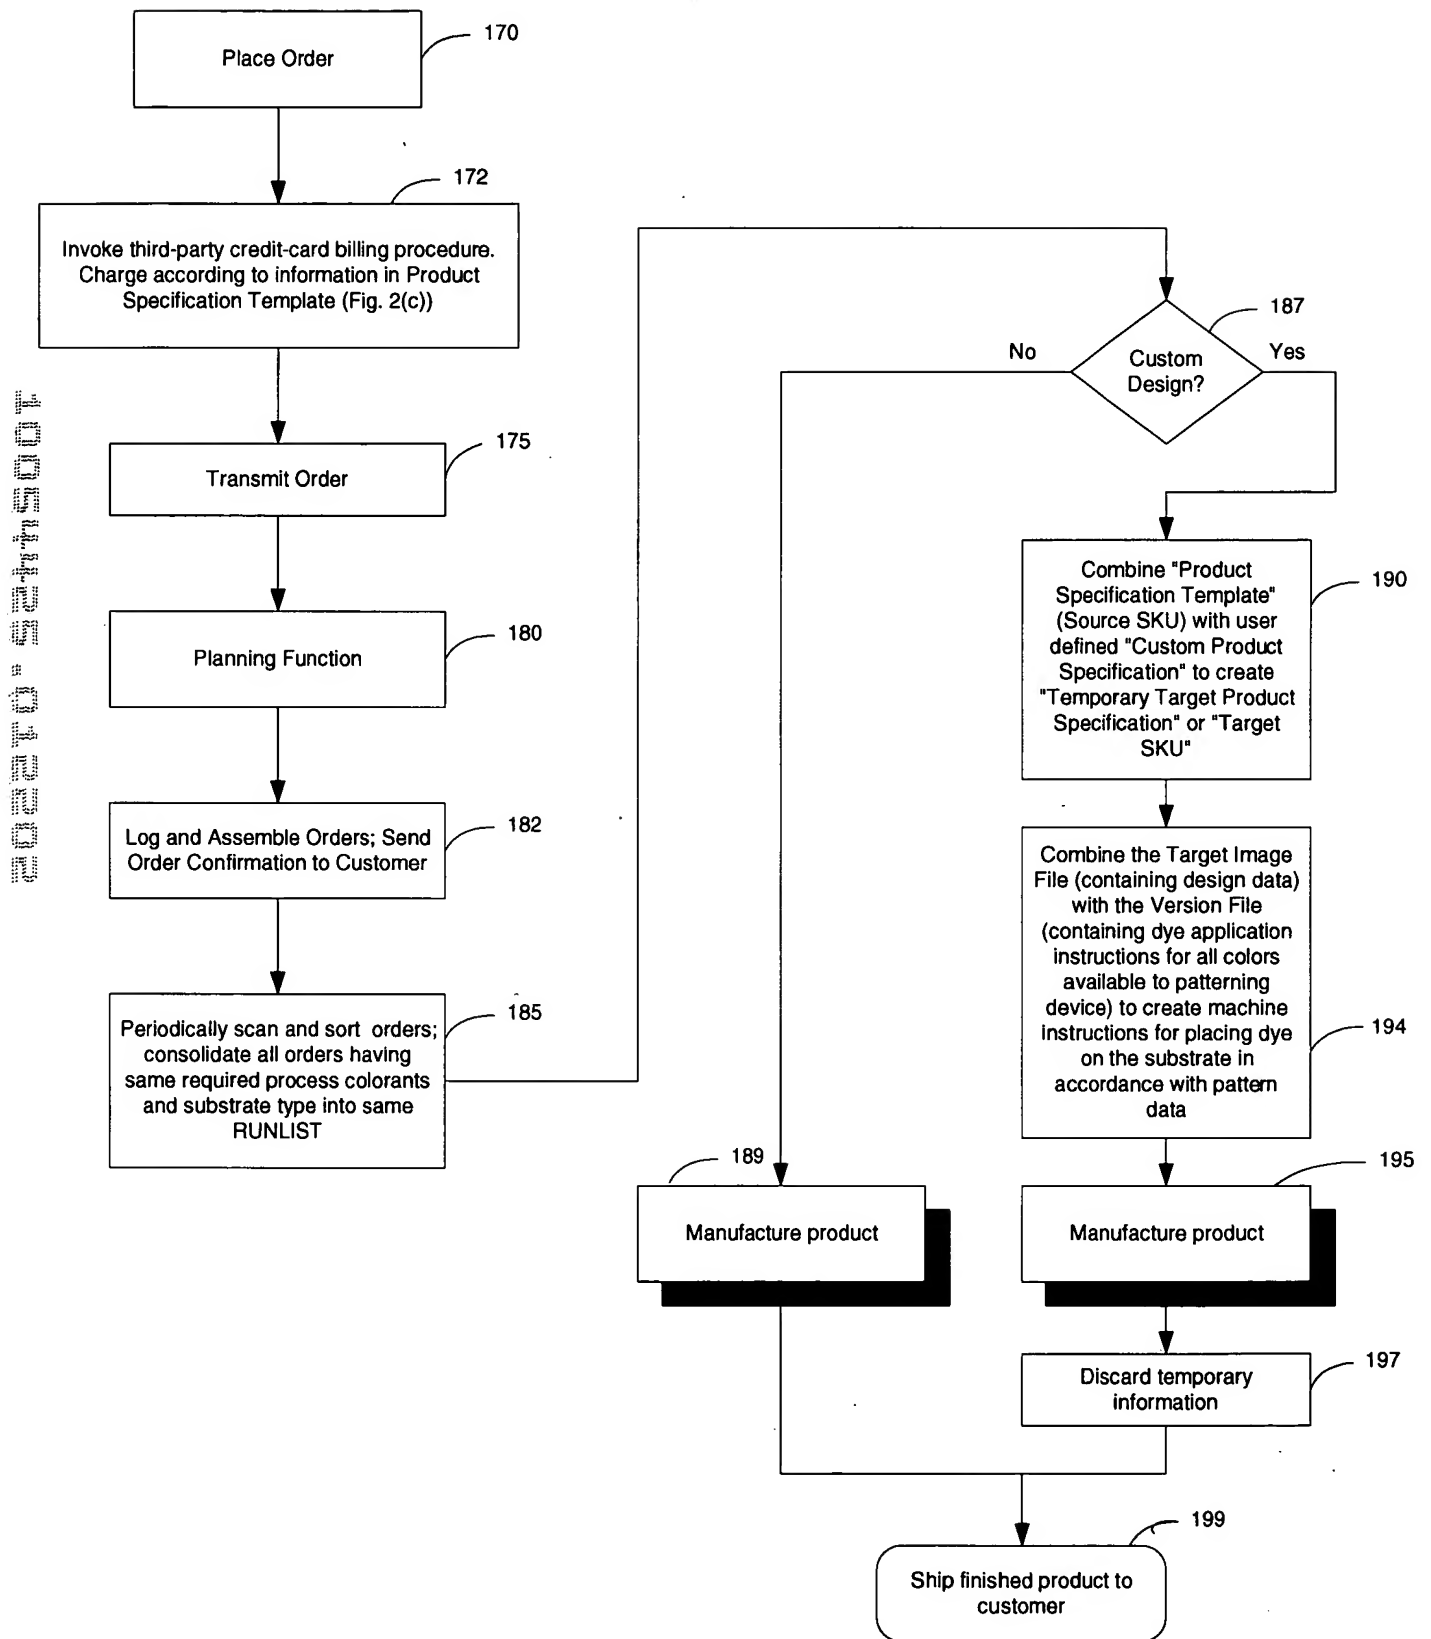 Place Order
170
172
Invoke third-party credit-card billing procedure.
Charge according to information in Product
Specification Template (Fig. 2(c))
175
Transmit Order
180
Planning Function
182
Log and Assemble Orders; Send
Order Confirmation to Customer
185
Periodically scan and sort orders;
consolidate all orders having
same required process colorants
and substrate type into same
RUNLIST
187
Custom
Design?
No
Yes
190
Combine "Product
Specification Template"
(Source SKU) with user
defined "Custom Product
Specification" to create
"Temporary Target Product
Specification" or "Target
SKU"
Combine the Target Image
File (containing design data)
with the Version File
(containing dye application
instructions for all colors
available to patterning
device) to create machine
instructions for placing dye
on the substrate in
accordance with pattern
data
194
189
Manufacture product
195
Manufacture product
197
Discard temporary
information
199
Ship finished product to
customer